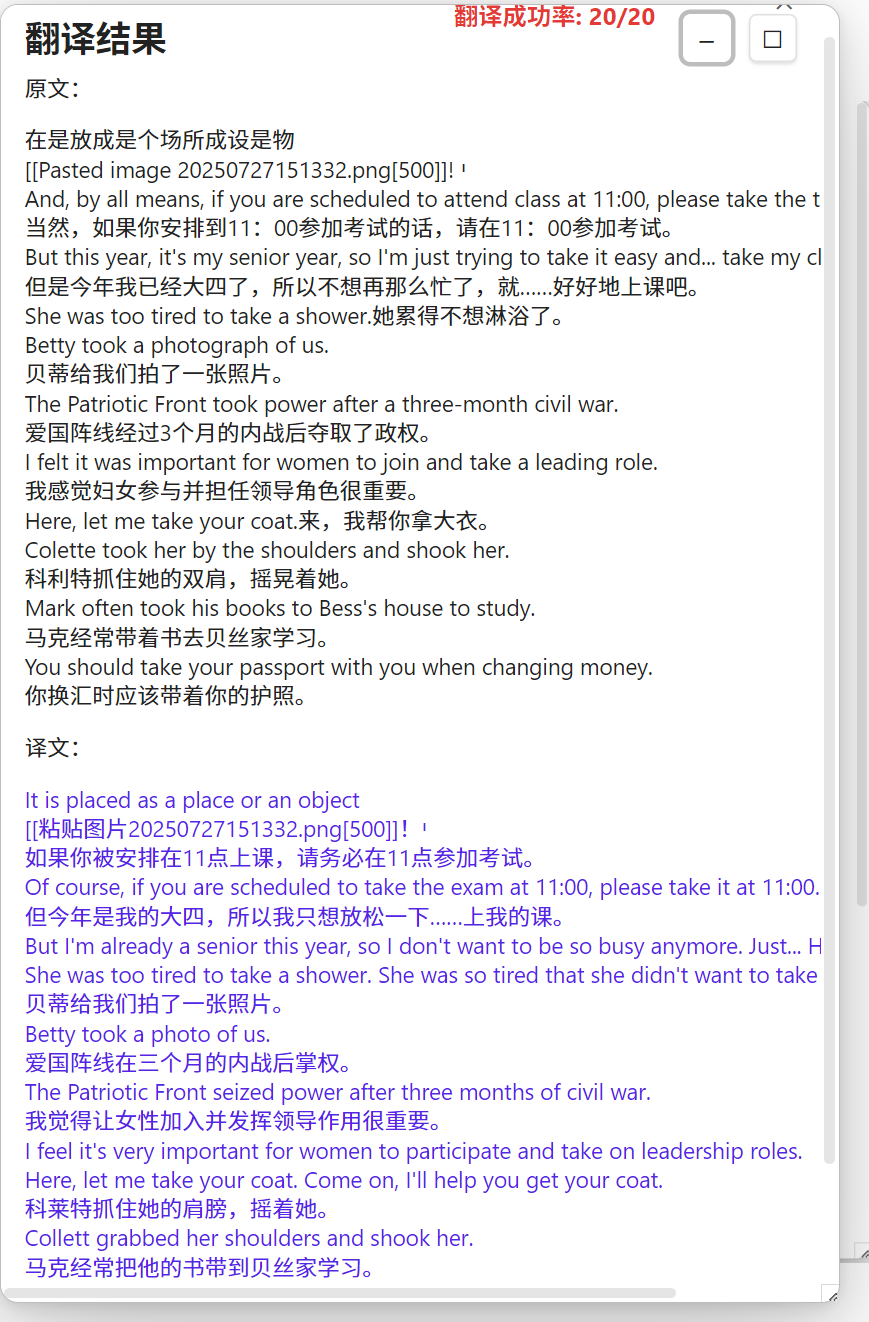 翻译成功率: 20/20
翻译结果
原文：
在是放成是个场所成设是物
[[Pasted image 20250727151332.png[500]]!
And, by all means, if you are scheduled to attend class at 11:00, please take the t
当然，如果你安排到11：00参加考试的话，请在11：00参加考试。
But this year, it's my senior year, so I'm just trying to take it easy and... take my cl
但是今年我已经大四了，所以不想再那么忙了，就……好好地上课吧。
She was too tired to take a shower.她累得不想淋浴了。
Betty took a photograph of us.
贝蒂给我们拍了一张照片。
The Patriotic Front took power after a three-month civil war.
爱国阵线经过3个月的内战后夺取了政权。
I felt it was important for women to join and take a leading role.
我感觉妇女参与并担任领导角色很重要。
Here, let me take your coat.来，我帮你拿大衣。
Colette took her by the shoulders and shook her.
科利特抓住她的双肩，摇晃着她。
Mark often took his books to Bess's house to study.
马克经常带着书去贝丝家学习。
You should take your passport with you when changing money.
你换汇时应该带着你的护照。
译文：
It is placed as a place or an object
[[粘贴图片20250727151332.png[500]]！
如果你被安排在11点上课，请务必在11点参加考试。
Of course, if you are scheduled to take the exam at 11:00, please take it at 11:00.
但今年是我的大四，所以我只想放松一下……上我的课。
But I'm already a senior this year, so I don't want to be so busy anymore. Just... H
She was too tired to take a shower. She was so tired that she didn't want to take
贝蒂给我们拍了一张照片。
Betty took a photo of us.
爱国阵线在三个月的内战后掌权。
The Patriotic Front seized power after three months of civil war.
我觉得让女性加入并发挥领导作用很重要。
I feel it's very important for women to participate and take on leadership roles.
Here, let me take your coat. Come on, I'll help you get your coat.
科莱特抓住她的肩膀，摇着她。
Collett grabbed her shoulders and shook her.
马克经常把他的书带到贝丝家学习。